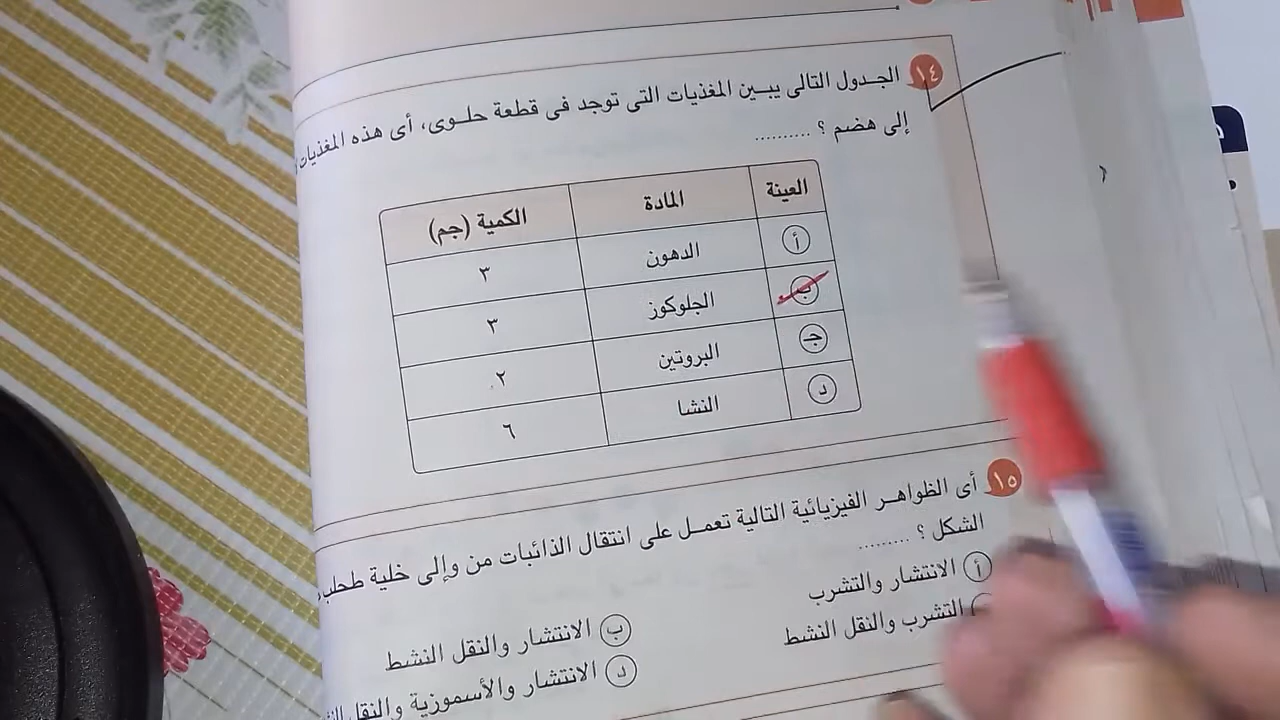 ١٤ الجدول التالى يبين المغذيات التى توجد فى قطعة حلوى، أى هذه المغذيات
إلى هضم ؟ ..........
العينة المادة الكمية (جم)
أ الدهون ٣
ب الجلوكوز ٣
جـ البروتين ٢
د النشا ٦
١٥ أى الظواهر الفيزيائية التالية تعمل على انتقال الذائبات من وإلى خلية
الشكل ؟ .........
أ الانتشار والتشرب
ب الانتشار والنقل النشط
التشرب والنقل النشط
د الانتشار والأسموزية والنقل